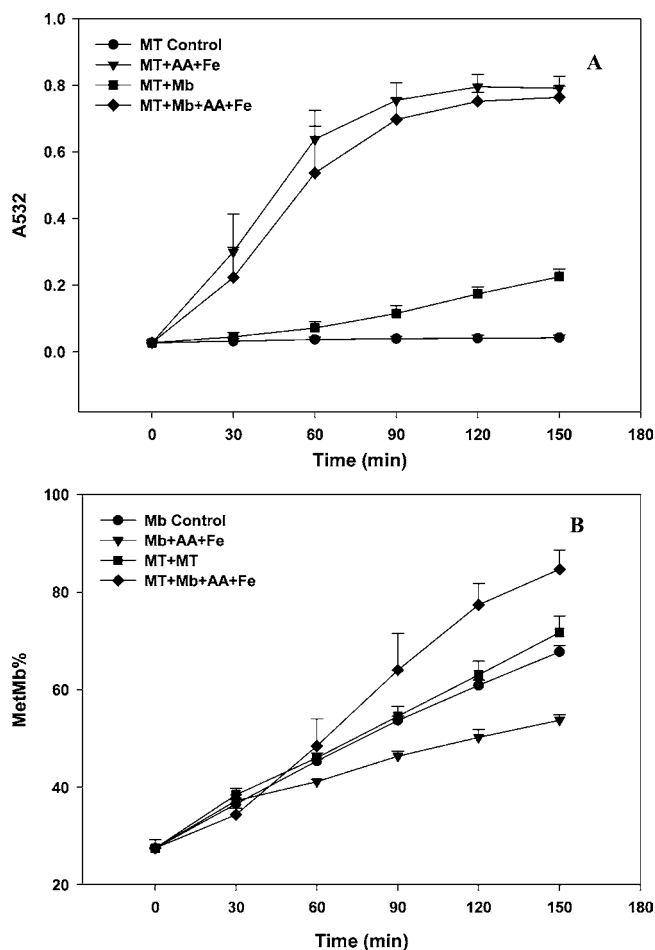 A
MT Control
MT+AA+Fe
MT+Mb
MT+Mb+AA+Fe
A532
1.0
0.8
0.6
0.4
0.2
0.0
0 30 60 90 120 150 180
Time (min)
B
Mb Control
Mb+AA+Fe
MT+MT
MT+Mb+AA+Fe
MetMb%
100
80
60
40
20
0 30 60 90 120 150 180
Time (min)